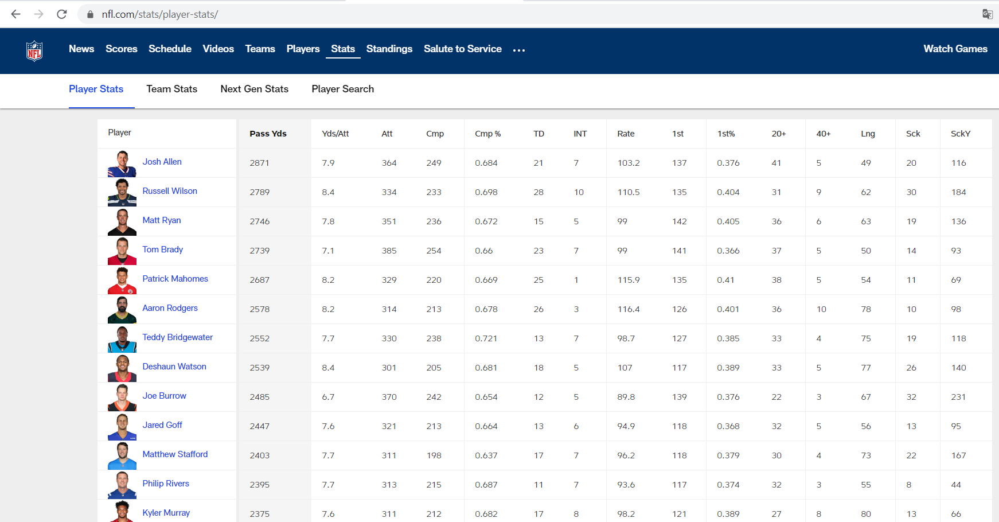 nfl.com/stats/player-stats/
NFL News Scores Schedule Videos Teams Players Stats Standings Salute to Service ... Watch Games
Player Stats Team Stats Next Gen Stats Player Search
Player Pass Yds Yds/Att Att Cmp Cmp % TD INT Rate 1st 1st% 20+ 40+ Lng Sck SckY
Josh Allen 2871 7.9 364 249 0.684 21 7 103.2 137 0.376 41 5 49 20 116
Russell Wilson 2789 8.4 334 233 0.698 28 10 110.5 135 0.404 31 9 62 30 184
Matt Ryan 2746 7.8 351 236 0.672 15 5 99 142 0.405 36 6 63 19 136
Tom Brady 2739 7.1 385 254 0.66 23 7 99 141 0.366 37 5 50 14 93
Patrick Mahomes 2687 8.2 329 220 0.669 25 1 115.9 135 0.41 38 5 54 11 69
Aaron Rodgers 2578 8.2 314 213 0.678 26 3 116.4 126 0.401 36 10 78 10 98
Teddy Bridgewater 2552 7.7 330 238 0.721 13 7 98.7 127 0.385 33 4 75 19 118
Deshaun Watson 2539 8.4 301 205 0.681 18 5 107 117 0.389 33 5 77 26 140
Joe Burrow 2485 6.7 370 242 0.654 12 5 89.8 139 0.376 22 3 67 32 231
Jared Goff 2447 7.6 321 213 0.664 13 6 94.9 118 0.368 32 5 56 13 95
Matthew Stafford 2403 7.7 311 198 0.637 17 7 96.2 118 0.379 30 4 73 22 167
Philip Rivers 2395 7.7 313 215 0.687 11 7 93.6 117 0.374 32 3 55 8 44
Kyler Murray 2375 7.6 311 212 0.682 17 8 98.2 121 0.389 27 8 80 13 66